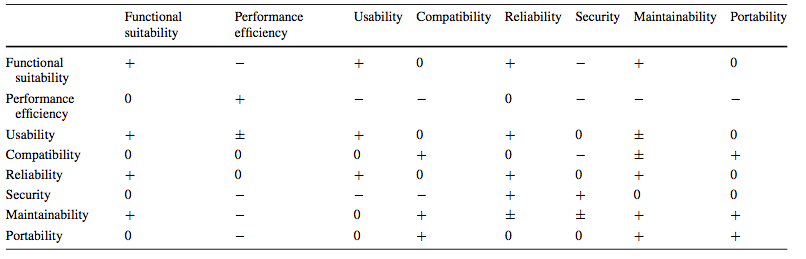 Functional suitability Performance efficiency Usability Compatibility Reliability Security Maintainability Portability
Functional suitability + − + 0 + − + 0
Performance efficiency 0 + − − 0 − − −
Usability + ± + 0 + 0 ± 0
Compatibility 0 0 0 + 0 − ± +
Reliability + 0 + 0 + 0 + 0
Security 0 − − − + + 0 0
Maintainability + − 0 + ± ± + +
Portability 0 − 0 + 0 0 + +